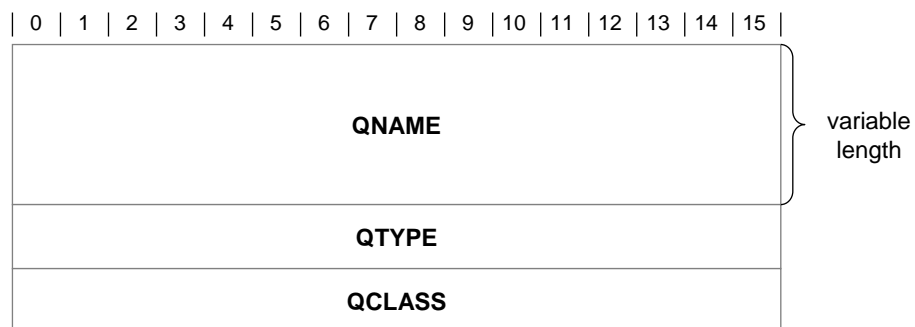 | 0 | 1 | 2 | 3 | 4 | 5 | 6 | 7 | 8 | 9 | 10 | 11 | 12 | 13 | 14 | 15 |
QNAME
variable
length
QTYPE
QCLASS